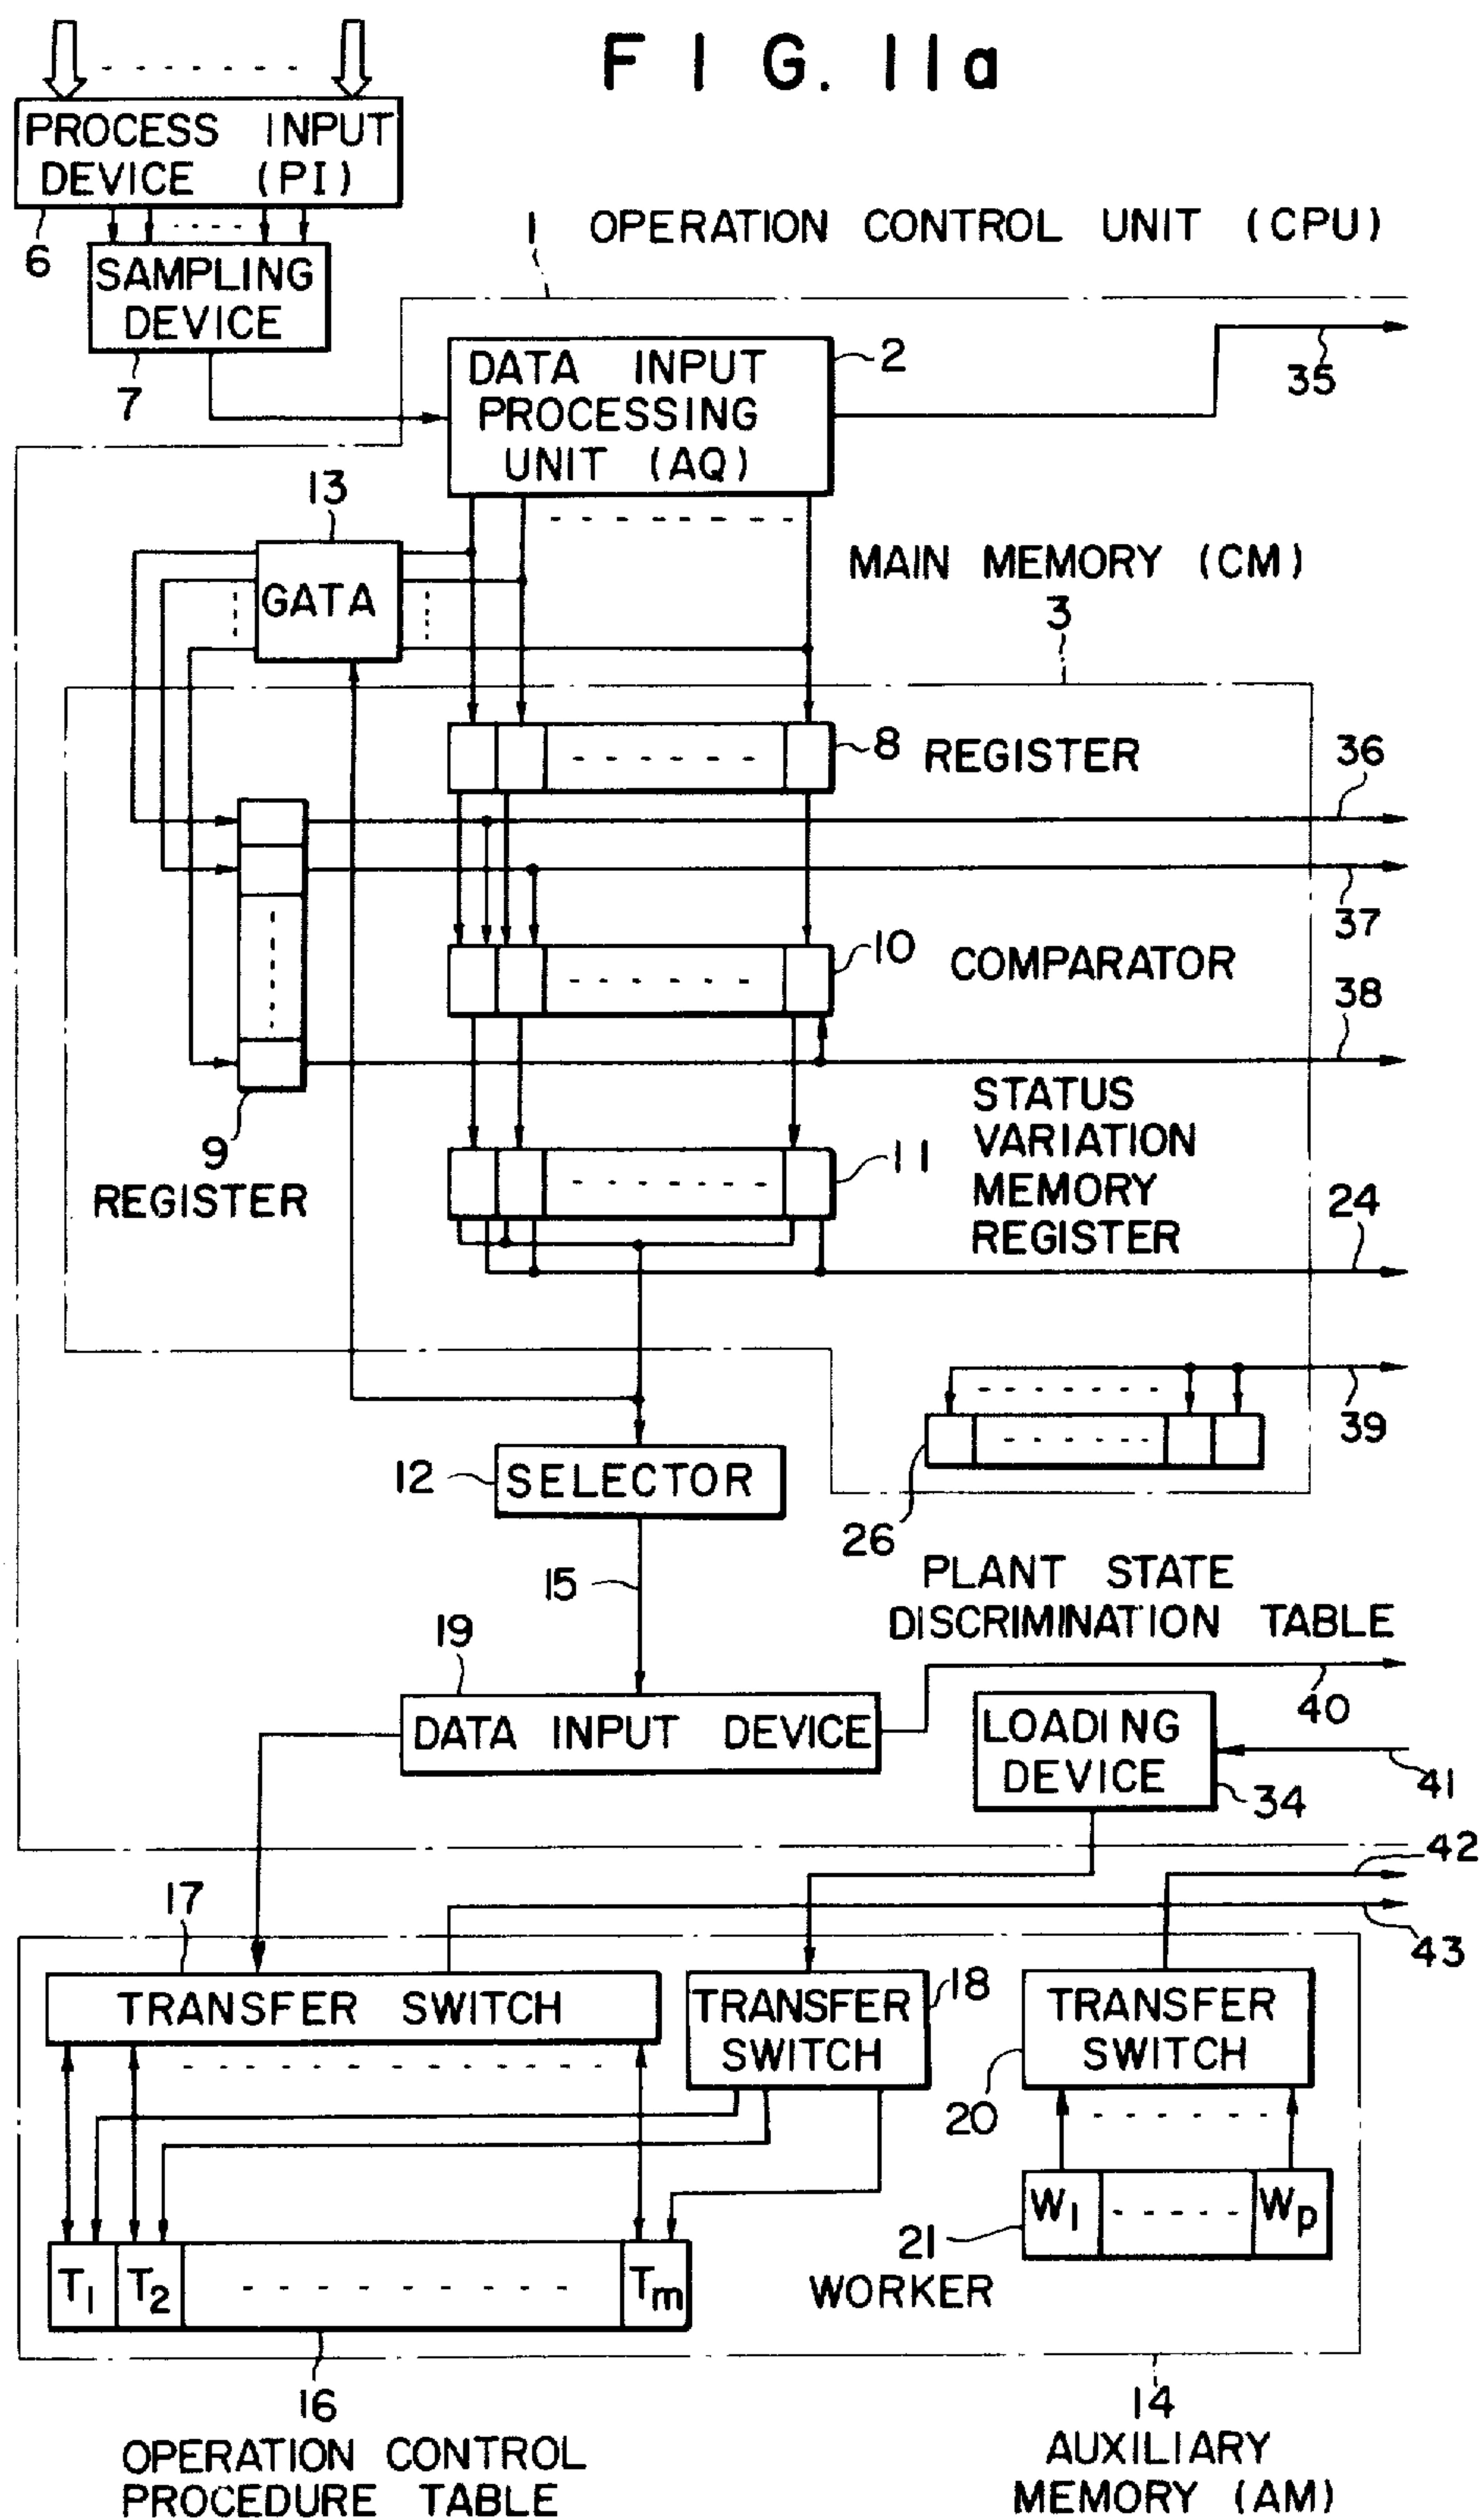 FIG. 11a
PROCESS INPUT
DEVICE (PI)
6
1 OPERATION CONTROL UNIT (CPU)
SAMPLING
DEVICE
7
DATA INPUT
PROCESSING
UNIT (AQ)
2
35
13
GATA
MAIN MEMORY (CM)
3
8 REGISTER
36
37
10 COMPARATOR
38
9
REGISTER
STATUS
VARIATION
MEMORY
REGISTER
11
24
39
12 SELECTOR
26
15
PLANT STATE
DISCRIMINATION TABLE
19
40
DATA INPUT DEVICE
LOADING
DEVICE
34
41
42
17
43
TRANSFER SWITCH
TRANSFER
SWITCH
18
TRANSFER
SWITCH
20
W1 Wp
21
WORKER
T1 T2 Tm
16
OPERATION CONTROL
PROCEDURE TABLE
14
AUXILIARY
MEMORY (AM)